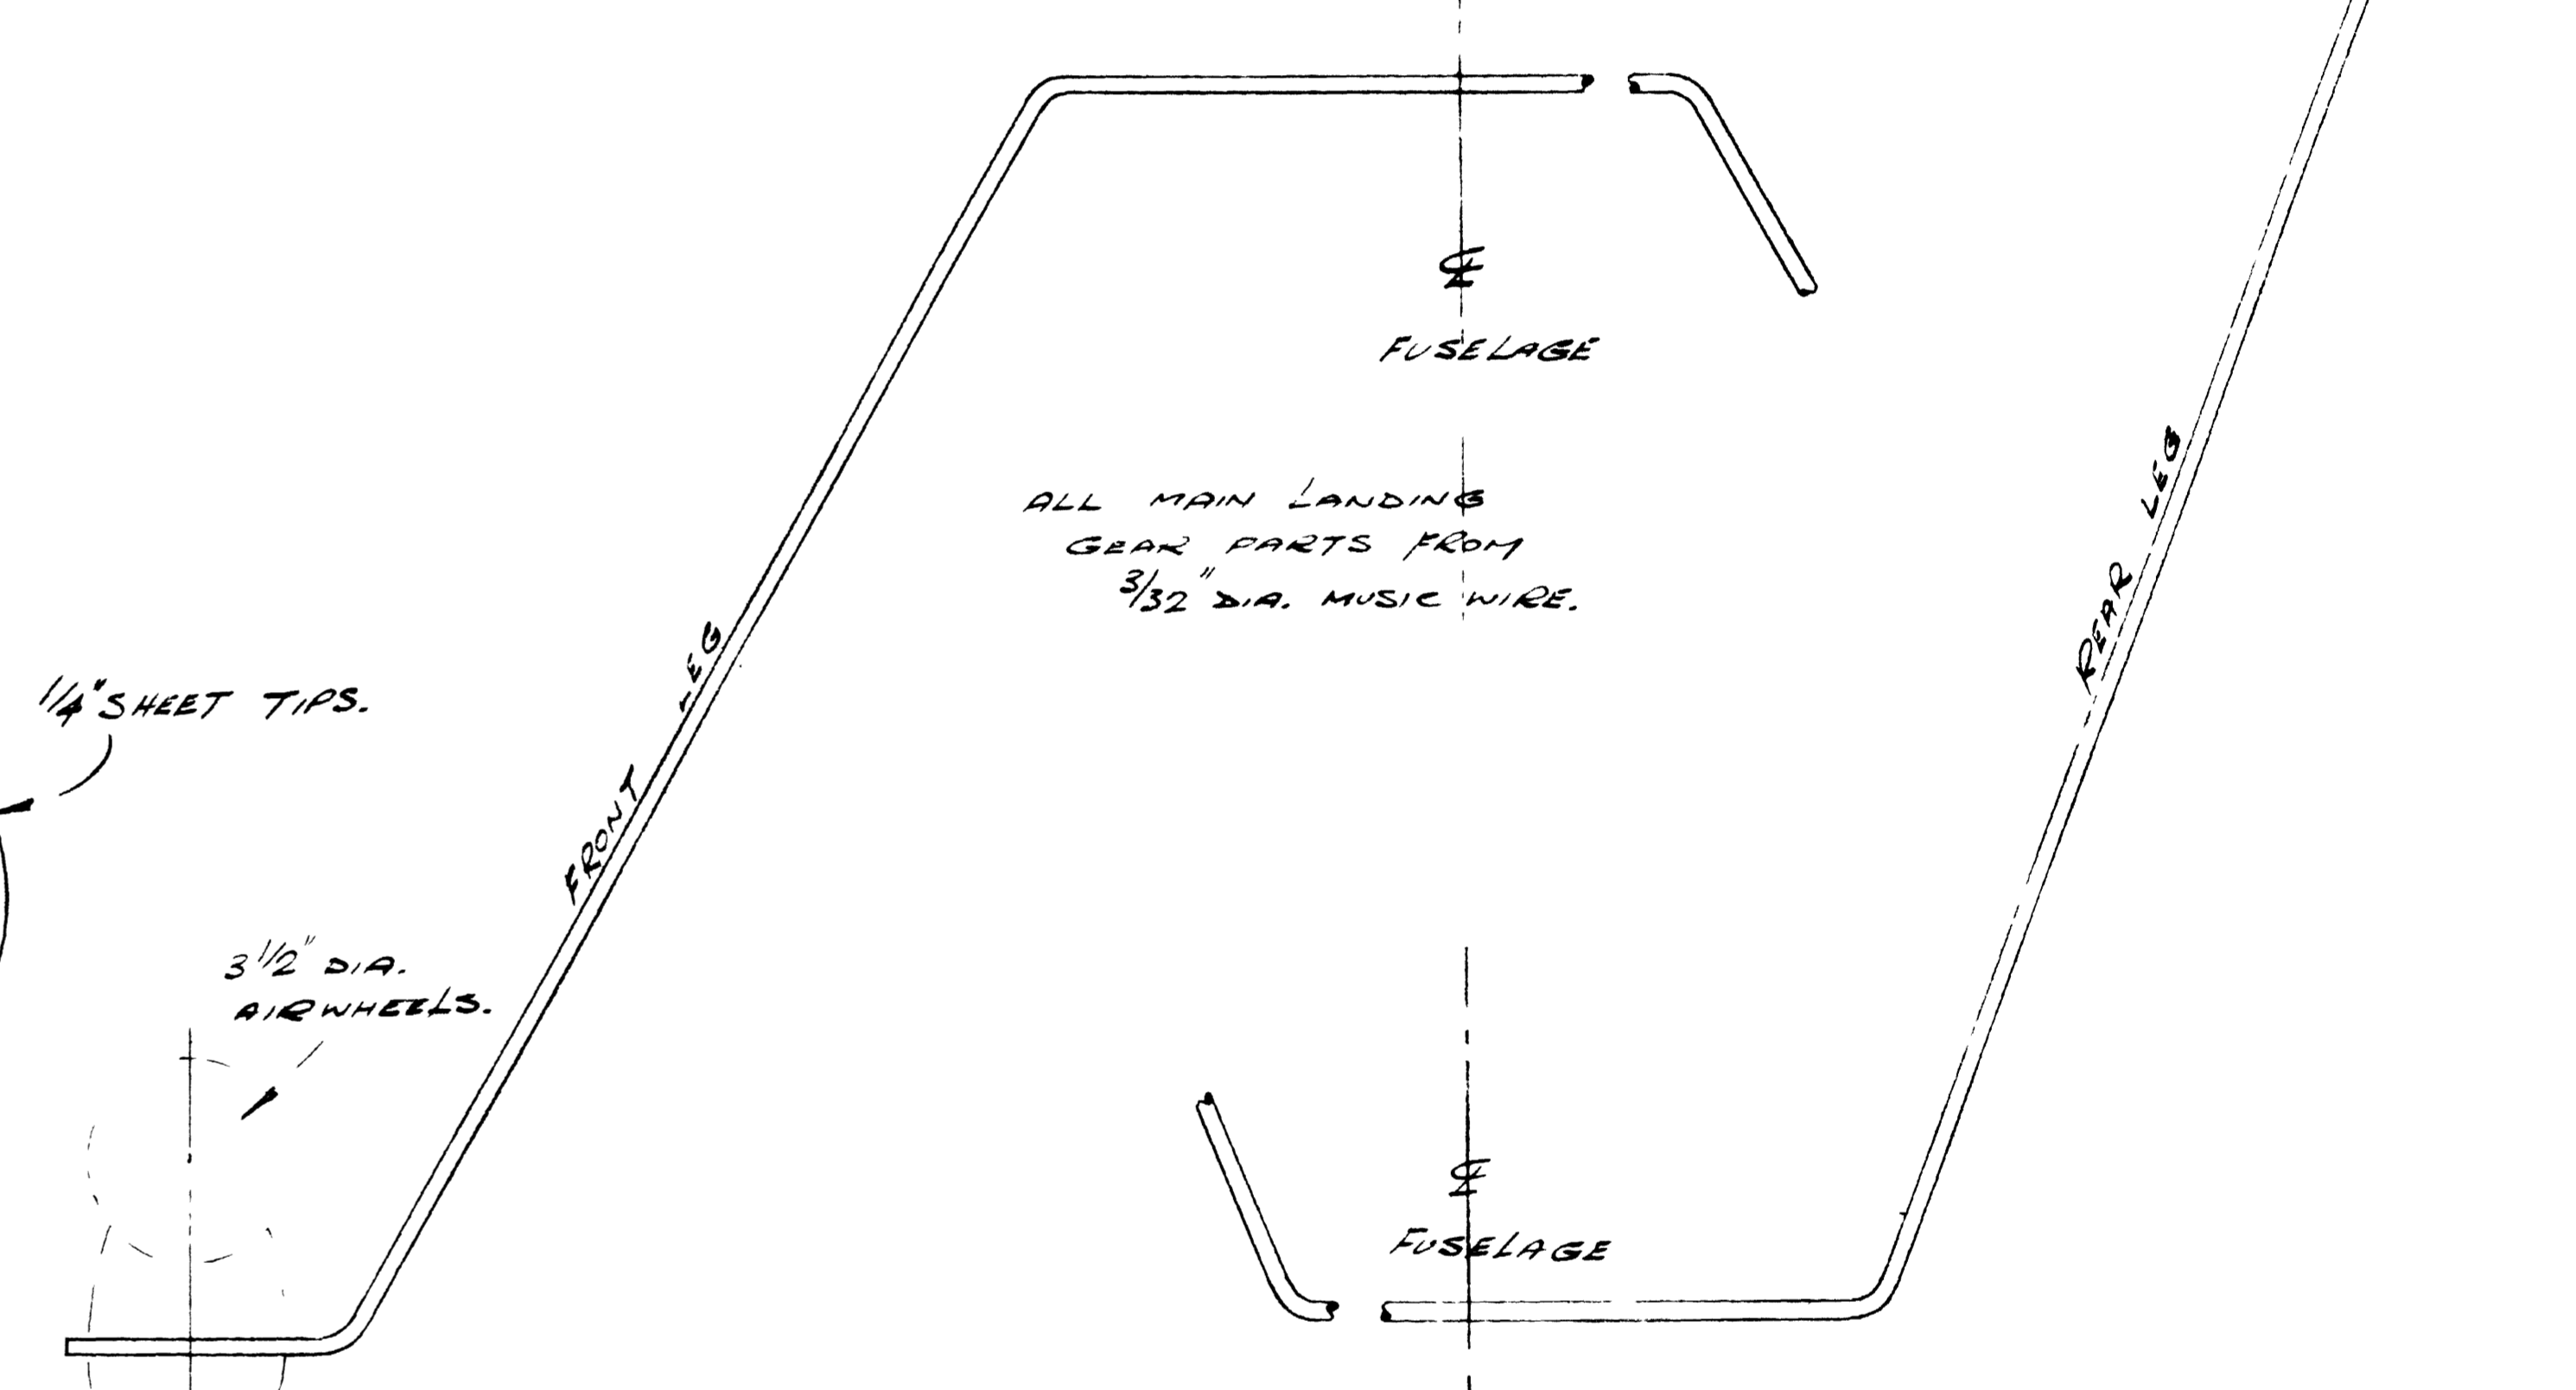 ℄
FUSELAGE
ALL MAIN LANDING
GEAR PARTS FROM
3/32" DIA. MUSIC WIRE.
FRONT LEG
REAR LEG
1/4" SHEET TIPS.
3 1/2" DIA.
AIRWHEELS.
℄
FUSELAGE